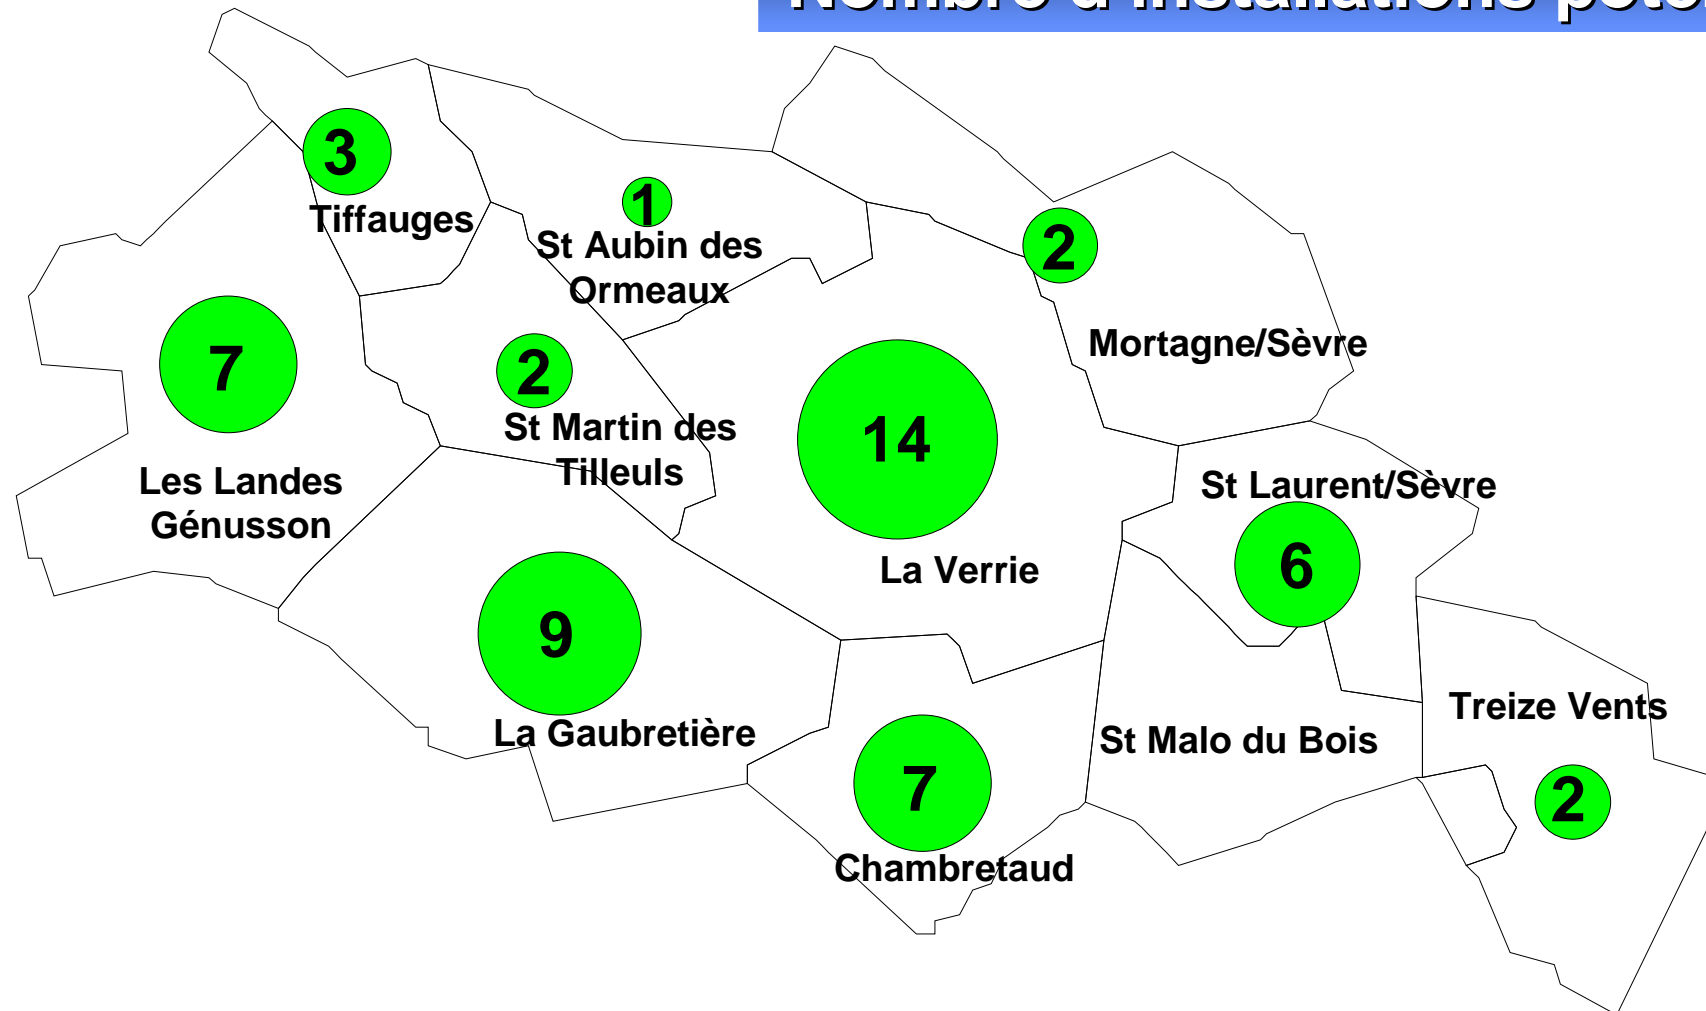 Nombre d'installations
3
Tiffauges
1
St Aubin des
Ormeaux
2
Mortagne/Sèvre
7
Les Landes
Génusson
2
St Martin des
Tilleuls
14
La Verrie
St Laurent/Sèvre
6
9
La Gaubretière
7
Chambretaud
St Malo du Bois
Treize Vents
2